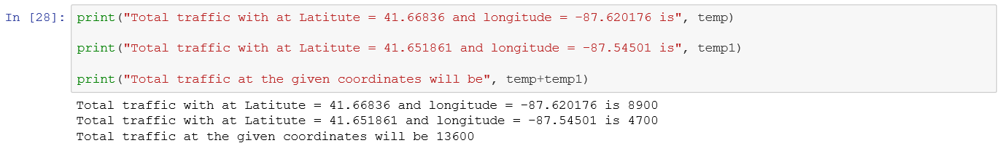 In [28]: print("Total traffic with at Latitute = 41.66836 and longitude = -87.620176 is", temp)
print("Total traffic with at Latitute = 41.651861 and longitude = -87.54501 is", temp1)
print("Total traffic at the given coordinates will be", temp+temp1)
Total traffic with at Latitute = 41.66836 and longitude = -87.620176 is 8900
Total traffic with at Latitute = 41.651861 and longitude = -87.54501 is 4700
Total traffic at the given coordinates will be 13600